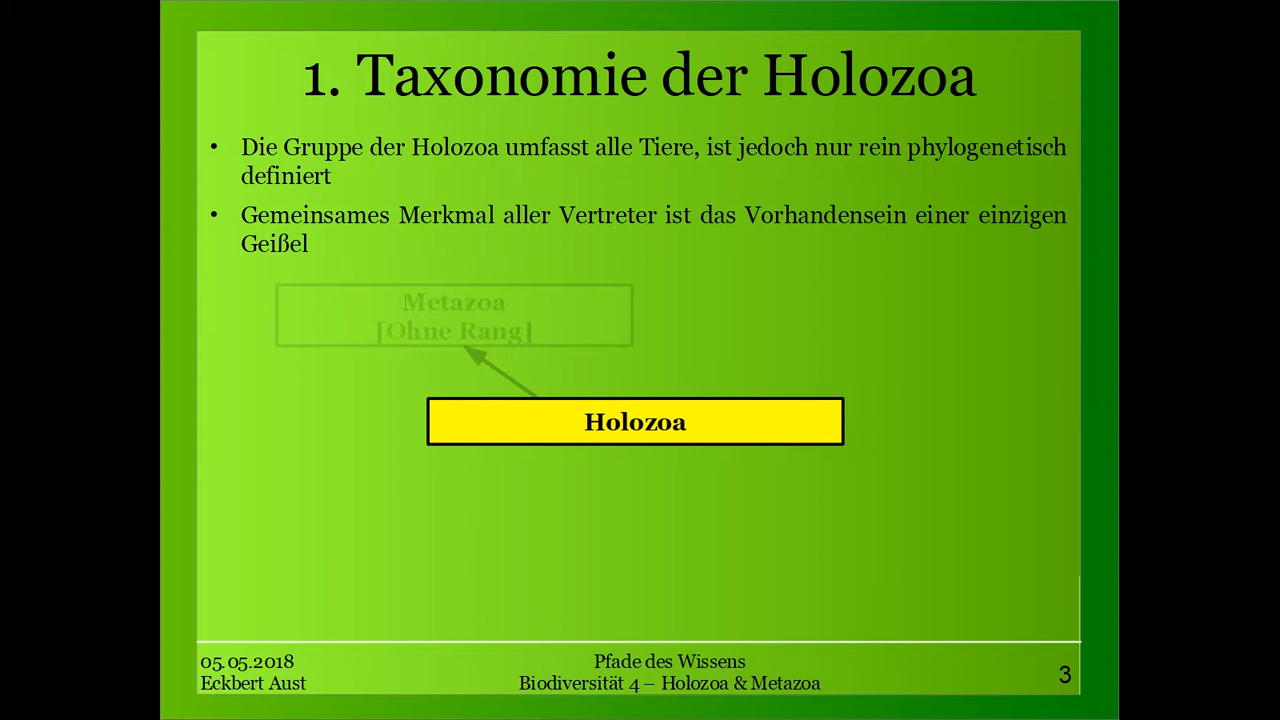 1. Taxonomie der Holozoa
• Die Gruppe der Holozoa umfasst alle Tiere, ist jedoch nur rein phylogenetisch
definiert
• Gemeinsames Merkmal aller Vertreter ist das Vorhandensein einer einzigen
Geißel
Metazoa
[Ohne Rang]
Holozoa
05.05.2018
Eckbert Aust
Pfade des Wissens
Biodiversität 4 – Holozoa & Metazoa
3